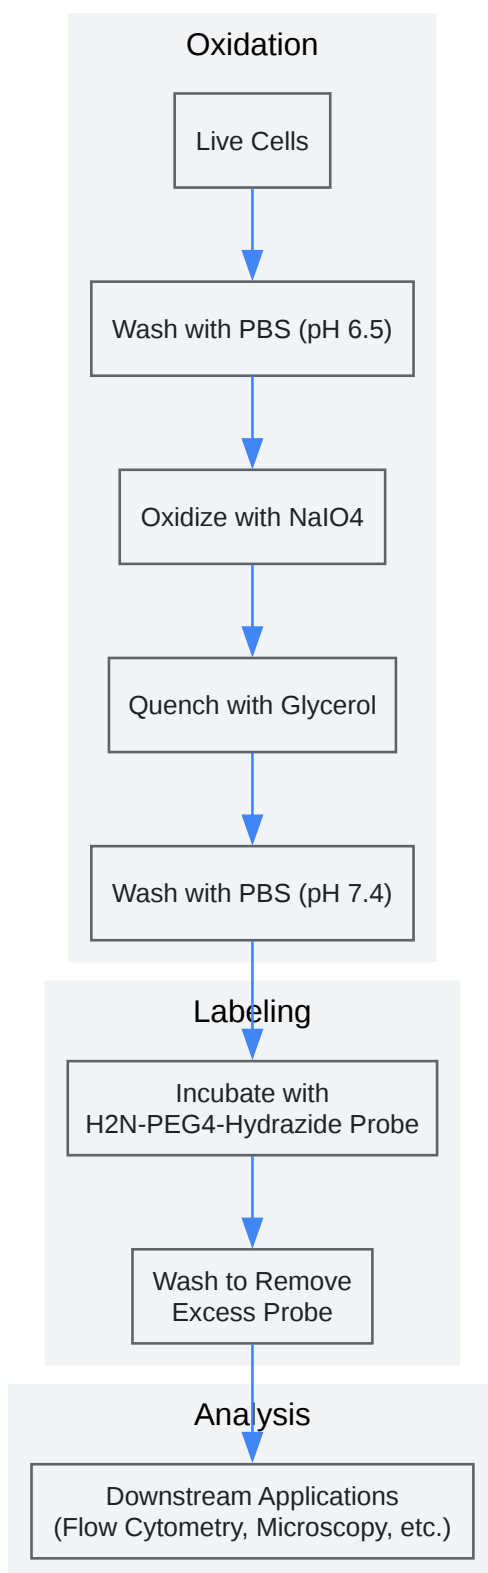 Oxidation
Live Cells
Wash with PBS (pH 6.5)
Oxidize with NaIO4
Quench with Glycerol
Wash with PBS (pH 7.4)
Labeling
Incubate with
H2N-PEG4-Hydrazide Probe
Wash to Remove
Excess Probe
Analysis
Downstream Applications
(Flow Cytometry, Microscopy, etc.)